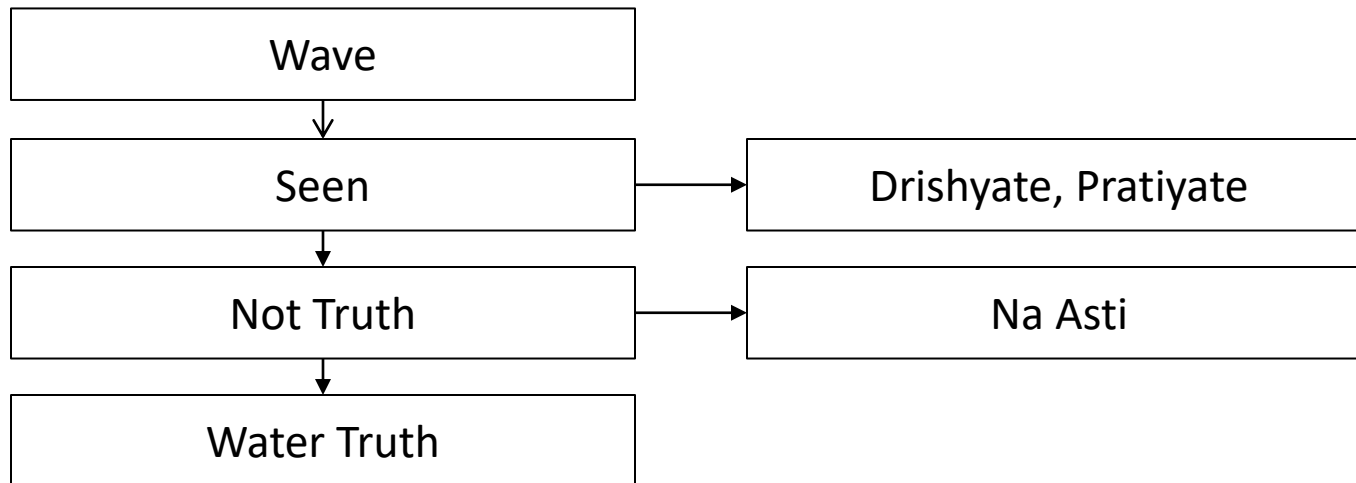 Wave
Seen
Drishyate, Pratiyate
Not Truth
Na Asti
Water Truth